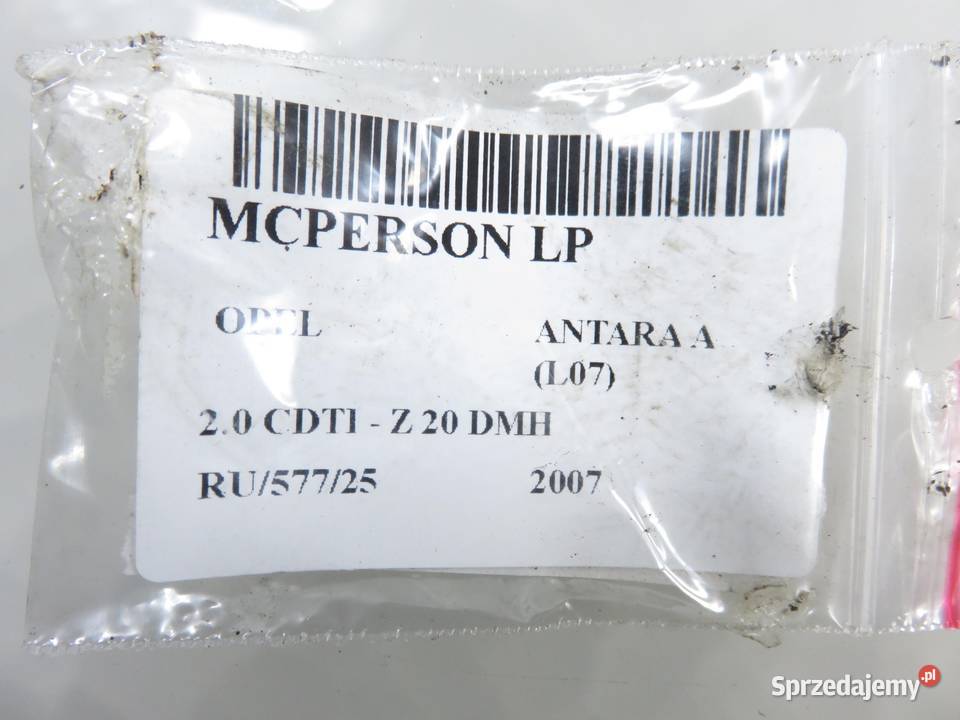 MCPERSON LP
OPEL ANTARA A
(L07)
2.0 CDTI - Z 20 DMH
RU/577/25 2007
Sprzedajemy.pl